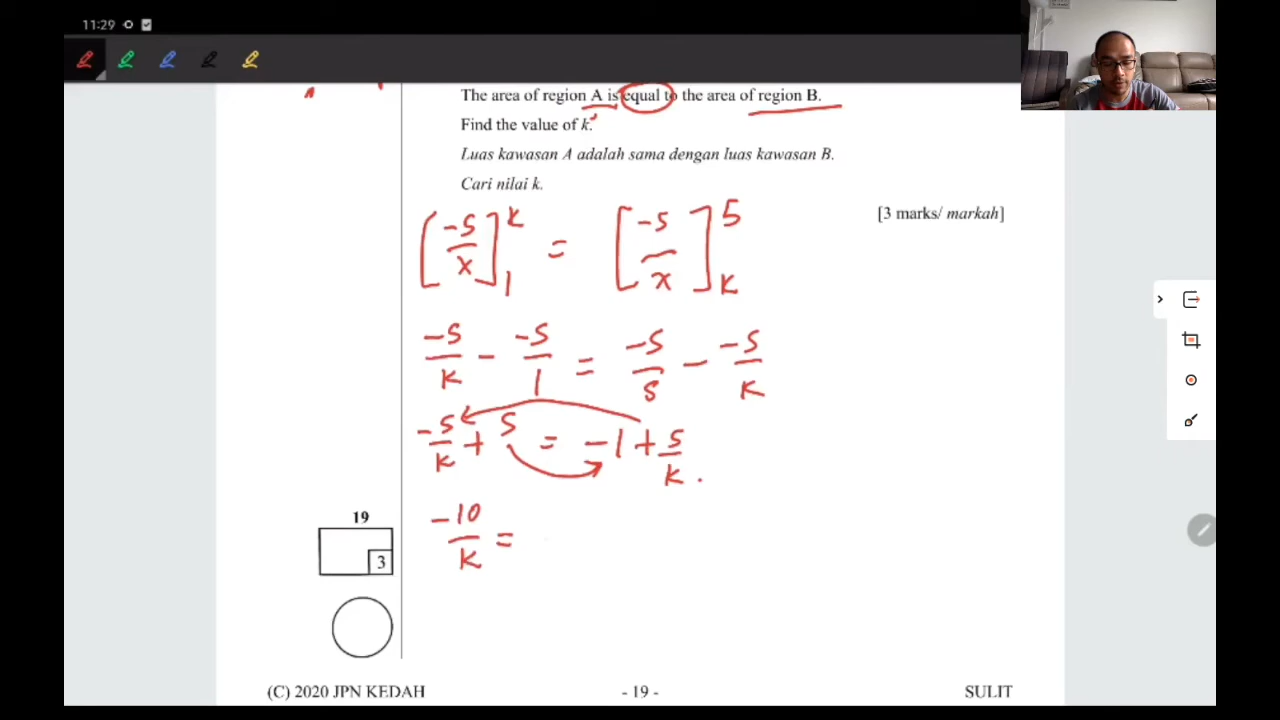 11:29
The area of region A is equal to the area of region B.
Find the value of k.
Luas kawasan A adalah sama dengan luas kawasan B.
Cari nilai k.
[3 marks/ markah]
[-5/x]₁ᵏ = [-5/x]ₖ⁵
-5/k - -5/1 = -5/5 - -5/k
-5/k + 5 = -1 + 5/k.
-10/k =
19
3
(C) 2020 JPN KEDAH - 19 - SULIT